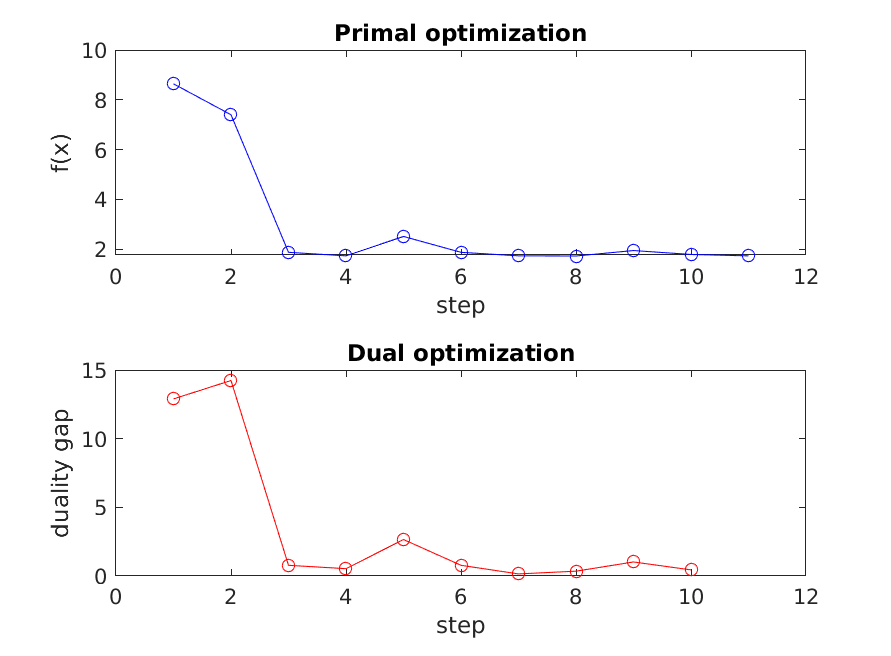 Primal optimization
10
8
6
4
2
f(x)
0 2 4 6 8 10 12
step
Dual optimization
15
10
5
0
duality gap
0 2 4 6 8 10 12
step